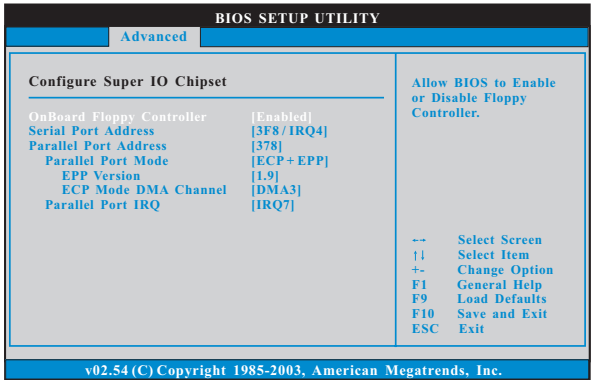 BIOS SETUP UTILITY
Advanced
Configure Super IO Chipset
OnBoard Floppy Controller [Enabled]
Serial Port Address [3F8 / IRQ4]
Parallel Port Address [378]
Parallel Port Mode [ECP + EPP]
EPP Version [1.9]
ECP Mode DMA Channel [DMA3]
Parallel Port IRQ [IRQ7]
Allow BIOS to Enable
or Disable Floppy
Controller.
←→ Select Screen
↑↓ Select Item
+- Change Option
F1 General Help
F9 Load Defaults
F10 Save and Exit
ESC Exit
v02.54 (C) Copyright 1985-2003, American Megatrends, Inc.